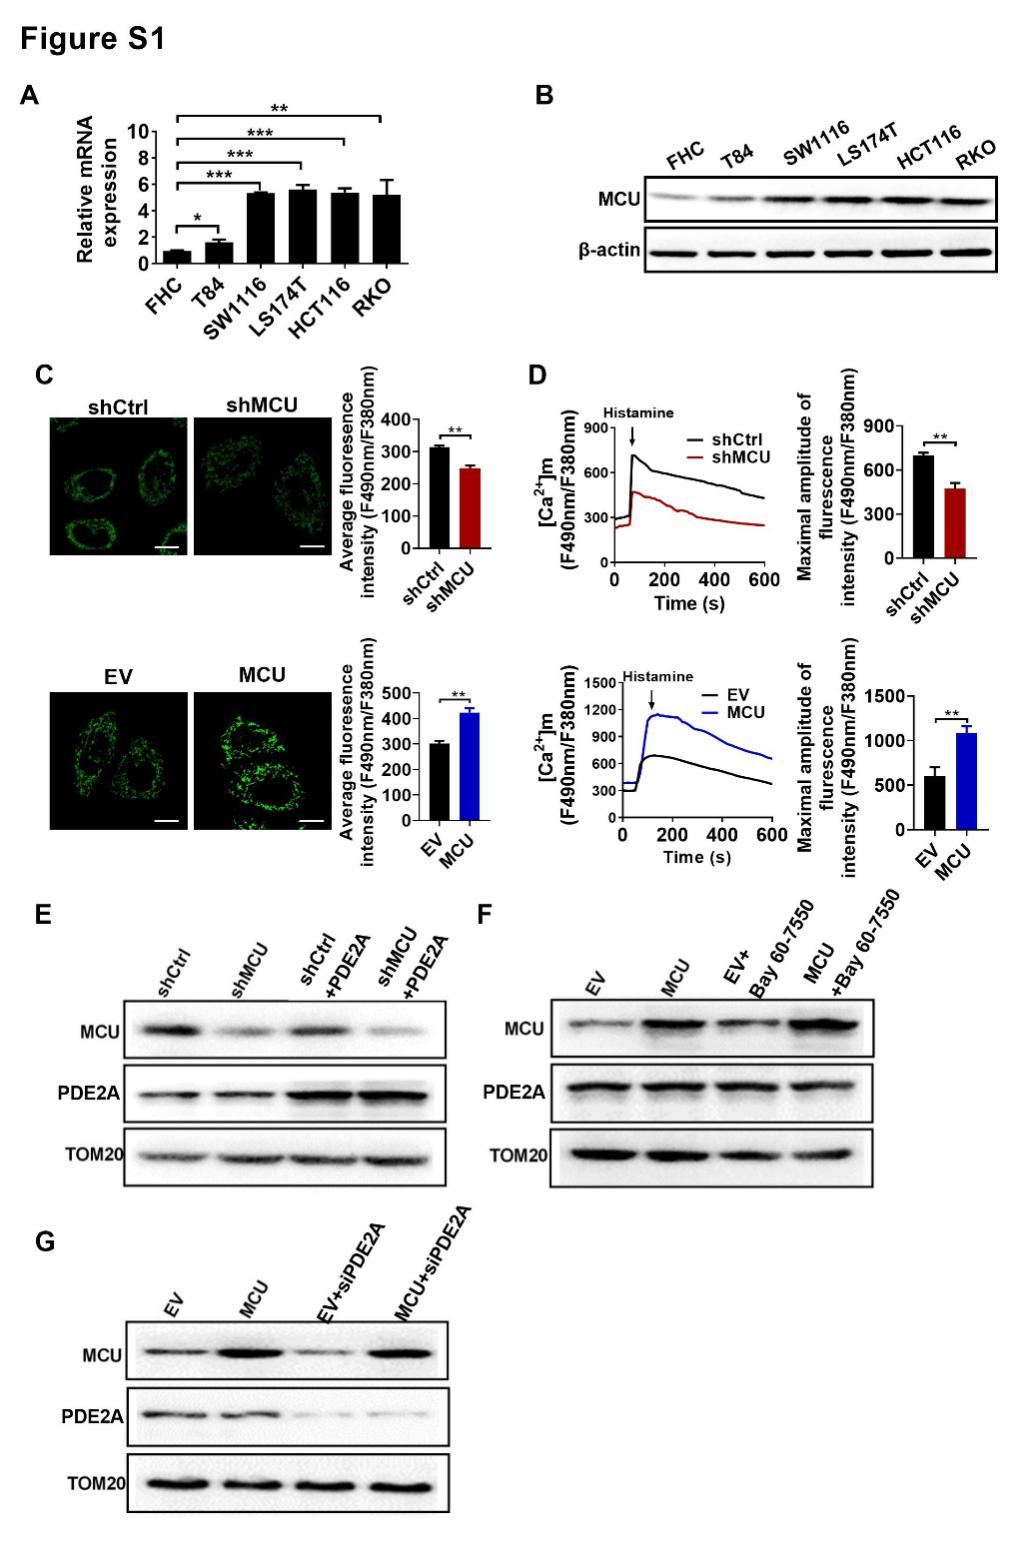 Figure S1
A
Relative mRNA
expression
10
8
6
4
2
0
*
***
***
***
**
FHC
T84
SW1116
LS174T
HCT116
RKO
B
FHC
T84
SW1116
LS174T
HCT116
RKO
MCU
β-actin
C
shCtrl
shMCU
Average fluoresence
intensity (F490nm/F380nm)
400
300
200
100
0
**
shCtrl
shMCU
EV
MCU
Average fluoresence
intensity (F490nm/F380nm)
500
400
300
200
100
0
**
EV
MCU
D
Histamine
[Ca2+]m
(F490nm/F380nm)
900
600
300
0
shCtrl
shMCU
0 200 400 600
Time (s)
Maximal amplitude of
flurescence
intensity (F490nm/F380nm)
900
600
300
0
**
shCtrl
shMCU
Histamine
[Ca2+]m
(F490nm/F380nm)
1500
1200
900
600
300
0
EV
MCU
0 200 400 600
Time (s)
Maximal amplitude of
flurescence
intensity (F490nm/F380nm)
1500
1000
500
0
**
EV
MCU
E
shCtrl
shMCU
shCtrl
+PDE2A
shMCU
+PDE2A
MCU
PDE2A
TOM20
F
EV
MCU
EV+
Bay 60-7550
MCU
+Bay 60-7550
MCU
PDE2A
TOM20
G
EV
MCU
EV+siPDE2A
MCU+siPDE2A
MCU
PDE2A
TOM20